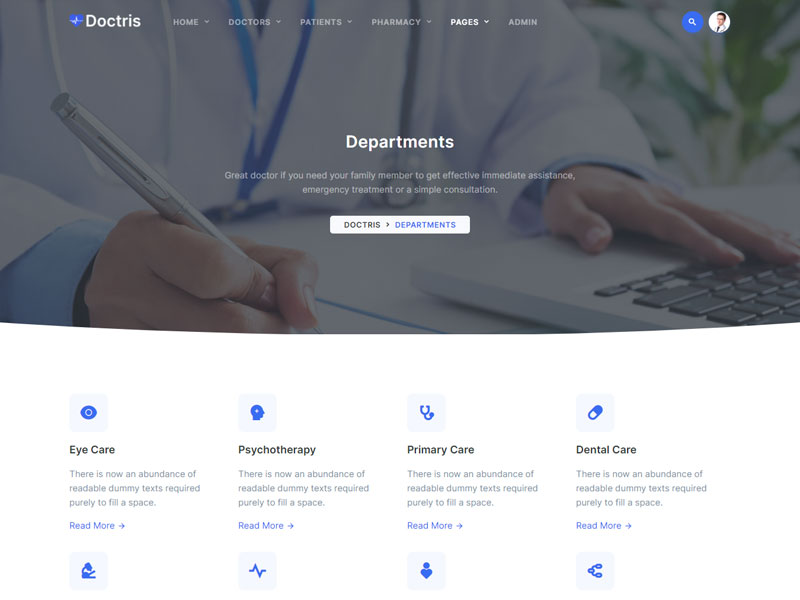 Doctris
HOME
DOCTORS
PATIENTS
PHARMACY
PAGES
ADMIN
Departments
Great doctor if you need your family member to get effective immediate assistance,
emergency treatment or a simple consultation.
DOCTRIS > DEPARTMENTS
Eye Care
There is now an abundance of
readable dummy texts required
purely to fill a space.
Read More →
Psychotherapy
There is now an abundance of
readable dummy texts required
purely to fill a space.
Read More →
Primary Care
There is now an abundance of
readable dummy texts required
purely to fill a space.
Read More →
Dental Care
There is now an abundance of
readable dummy texts required
purely to fill a space.
Read More →